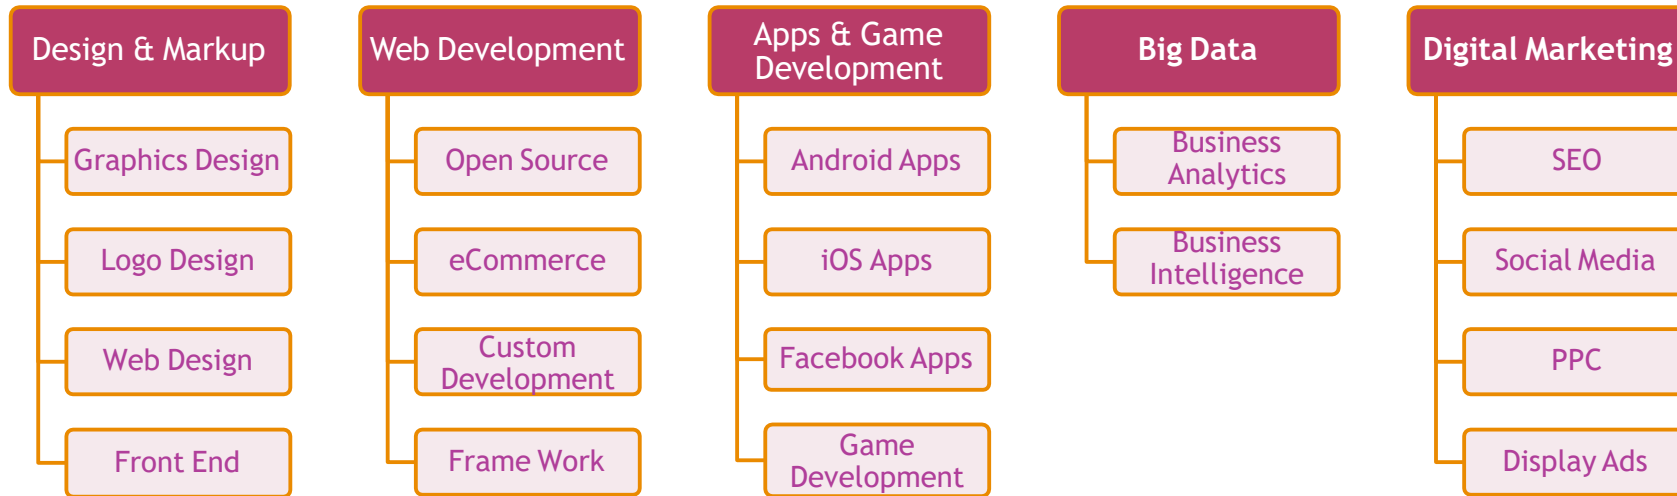 Design & Markup
Graphics Design
Logo Design
Web Design
Front End
Web Development
Open Source
eCommerce
Custom
Development
Frame Work
Apps & Game
Development
Android Apps
iOS Apps
Facebook Apps
Game
Development
Big Data
Business
Analytics
Business
Intelligence
Digital Marketing
SEO
Social Media
PPC
Display Ads